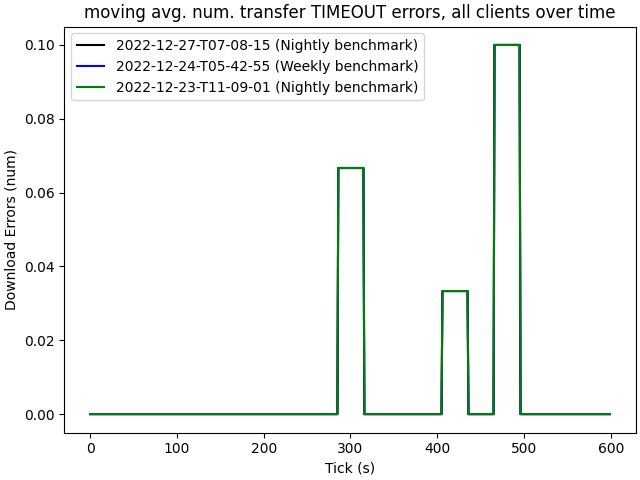 moving avg. num. transfer TIMEOUT errors, all clients over time
2022-12-27-T07-08-15 (Nightly benchmark)
2022-12-24-T05-42-55 (Weekly benchmark)
2022-12-23-T11-09-01 (Nightly benchmark)
Download Errors (num)
0.10
0.08
0.06
0.04
0.02
0.00
0 100 200 300 400 500 600
Tick (s)